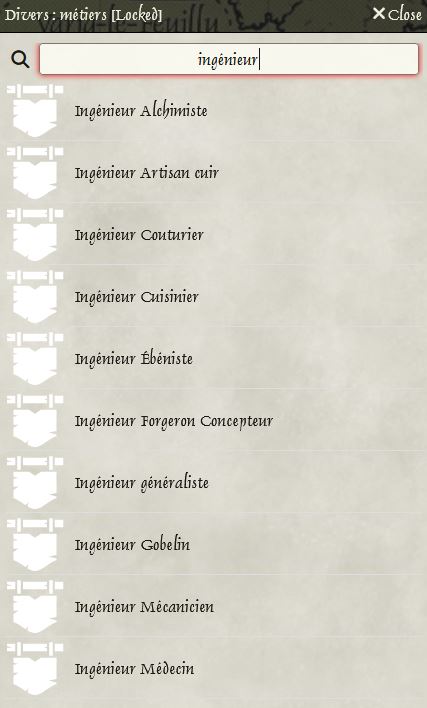 Divers : métiers [Locked]
Close
ingénieur
Ingénieur Alchimiste
Ingénieur Artisan cuir
Ingénieur Couturier
Ingénieur Cuisinier
Ingénieur Ébéniste
Ingénieur Forgeron Concepteur
Ingénieur généraliste
Ingénieur Gobelin
Ingénieur Mécanicien
Ingénieur Médecin